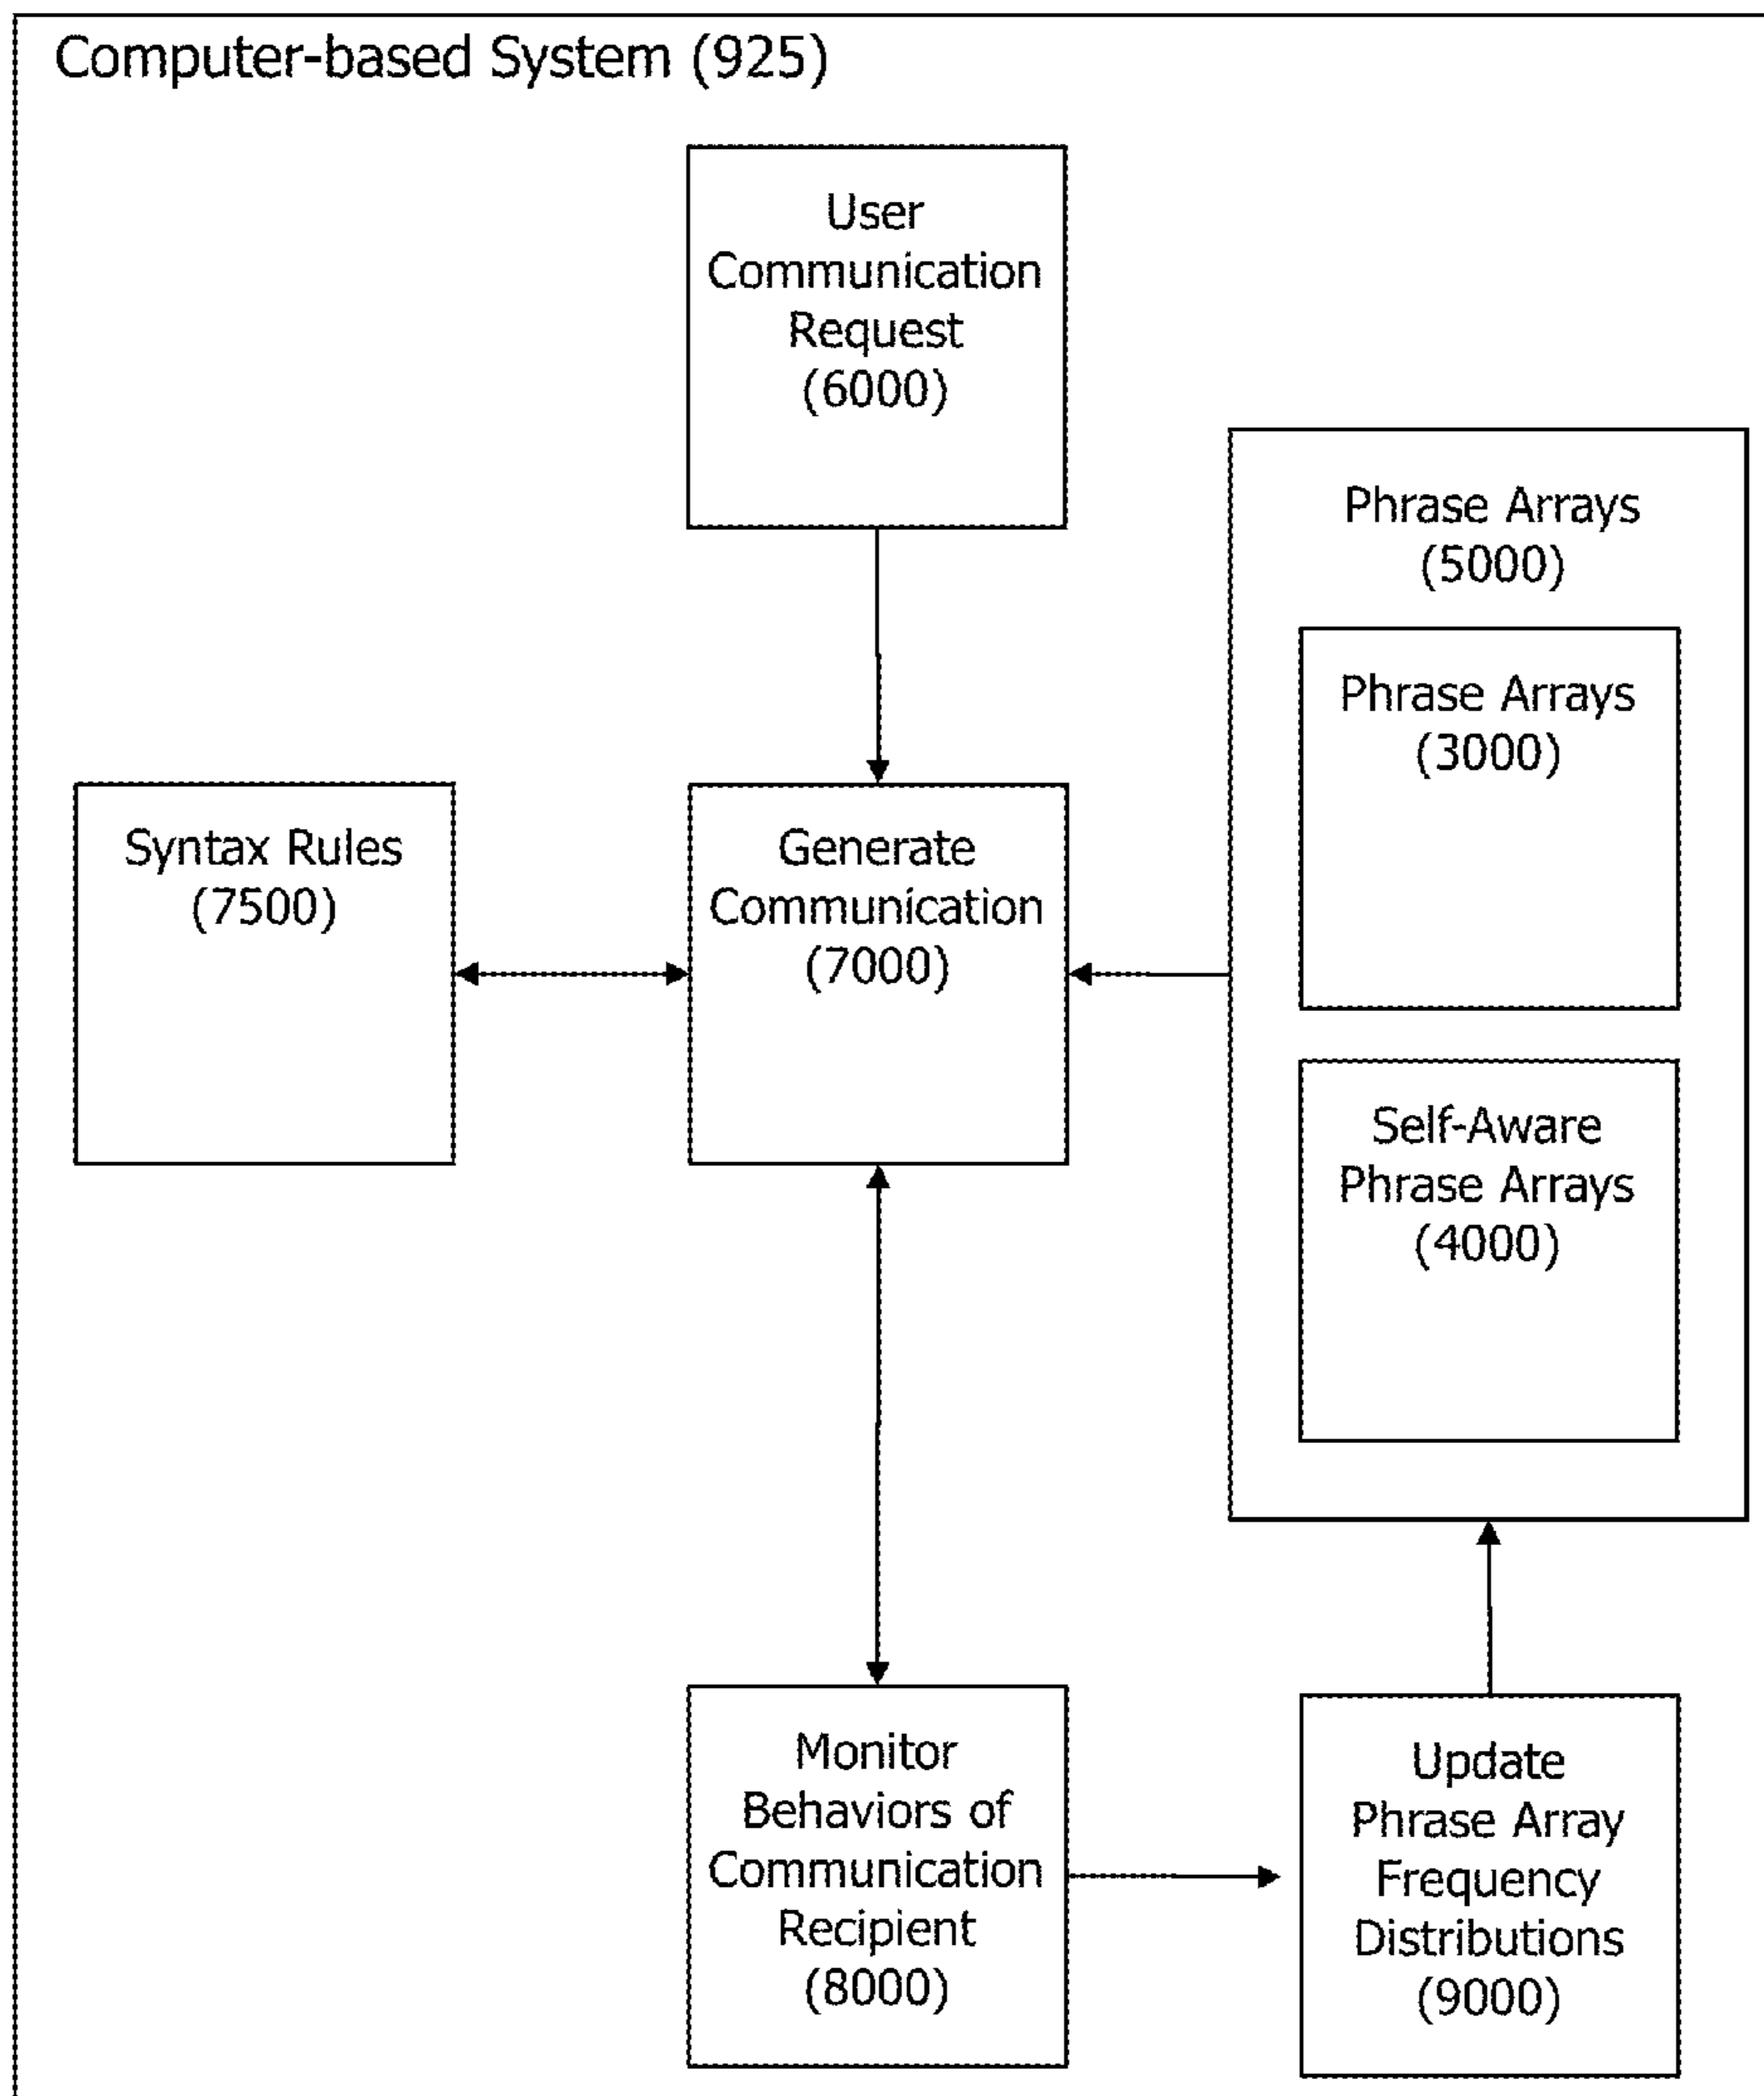 Computer-based System (925)
User
Communication
Request
(6000)
Phrase Arrays
(5000)
Phrase Arrays
(3000)
Syntax Rules
(7500)
Generate
Communication
(7000)
Self-Aware
Phrase Arrays
(4000)
Monitor
Behaviors of
Communication
Recipient
(8000)
Update
Phrase Array
Frequency
Distributions
(9000)